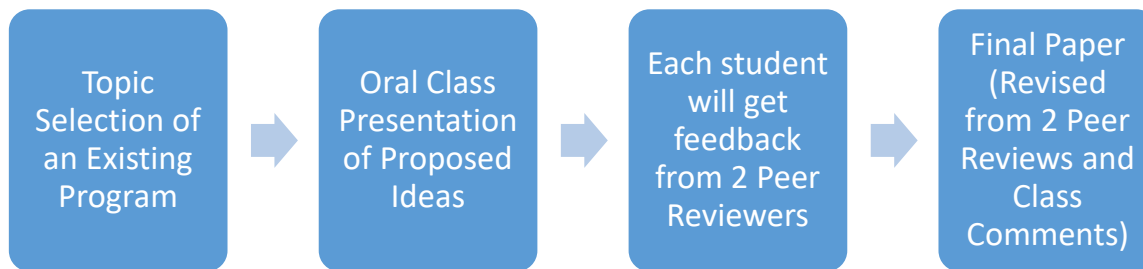 Topic
Selection of
an Existing
Program
Oral Class
Presentation
of Proposed
Ideas
Each student
will get
feedback
from 2 Peer
Reviewers
Final Paper
(Revised
from 2 Peer
Reviews and
Class
Comments)